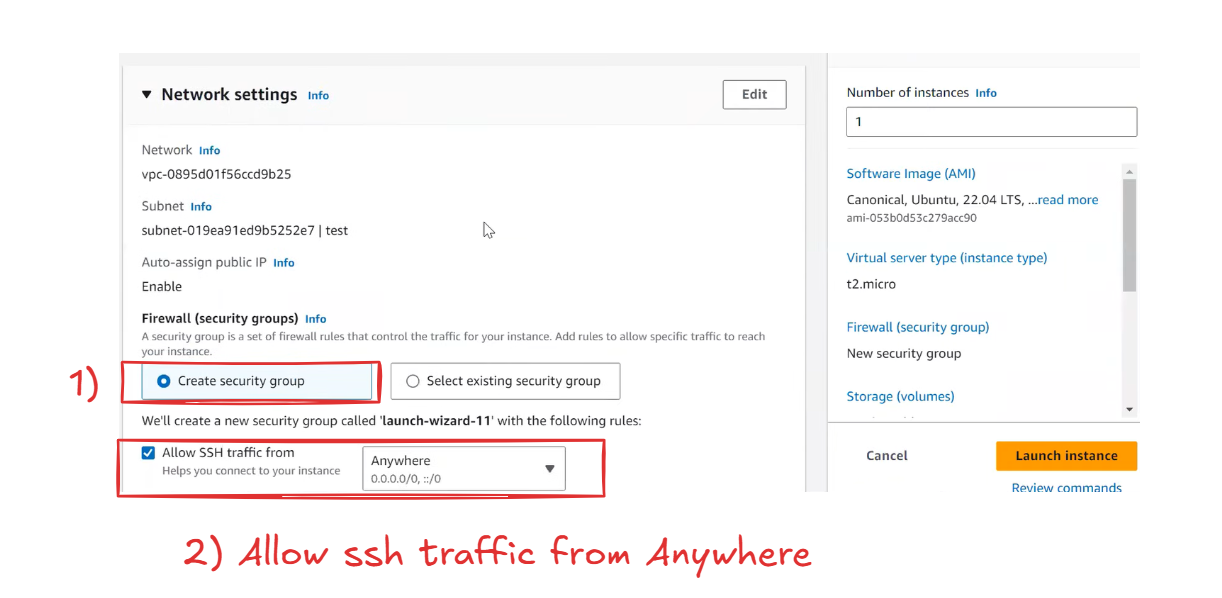 Network settings Info
Edit
Network Info
vpc-0895d01f56ccd9b25
Subnet Info
subnet-019ea91ed9b5252e7 | test
Auto-assign public IP Info
Enable
Firewall (security groups) Info
A security group is a set of firewall rules that control the traffic for your instance. Add rules to allow specific traffic to reach
your instance.
1)
Create security group
Select existing security group
We'll create a new security group called 'launch-wizard-11' with the following rules:
Allow SSH traffic from
Helps you connect to your instance
Anywhere
0.0.0.0/0, ::/0
Number of instances Info
1
Software Image (AMI)
Canonical, Ubuntu, 22.04 LTS, ...read more
ami-053b0d53c279acc90
Virtual server type (instance type)
t2.micro
Firewall (security group)
New security group
Storage (volumes)
Cancel
Launch instance
Review commands
2) Allow ssh traffic from Anywhere